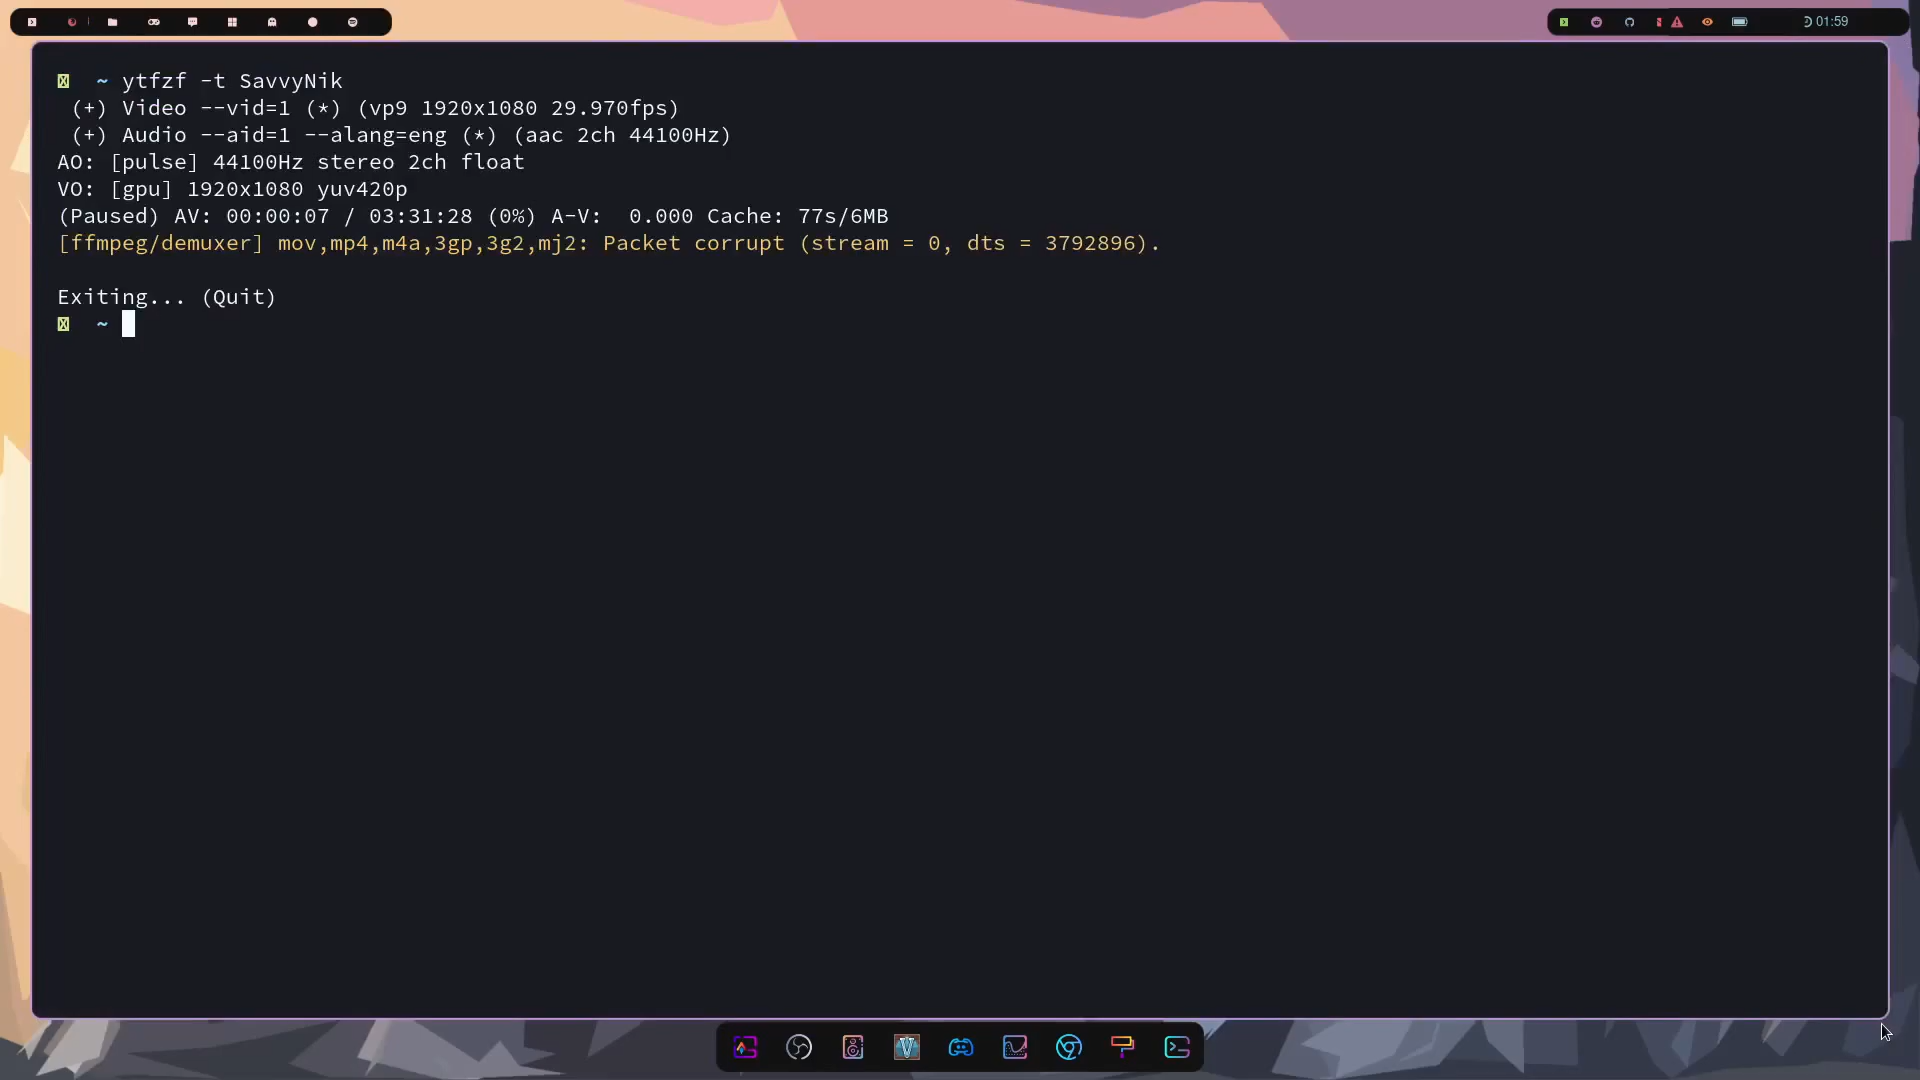 01:59
~ ytfzf -t SavvyNik
(+) Video --vid=1 (*) (vp9 1920x1080 29.970fps)
(+) Audio --aid=1 --alang=eng (*) (aac 2ch 44100Hz)
AO: [pulse] 44100Hz stereo 2ch float
VO: [gpu] 1920x1080 yuv420p
(Paused) AV: 00:00:07 / 03:31:28 (0%) A-V:  0.000 Cache: 77s/6MB
[ffmpeg/demuxer] mov,mp4,m4a,3gp,3g2,mj2: Packet corrupt (stream = 0, dts = 3792896).
Exiting... (Quit)
~